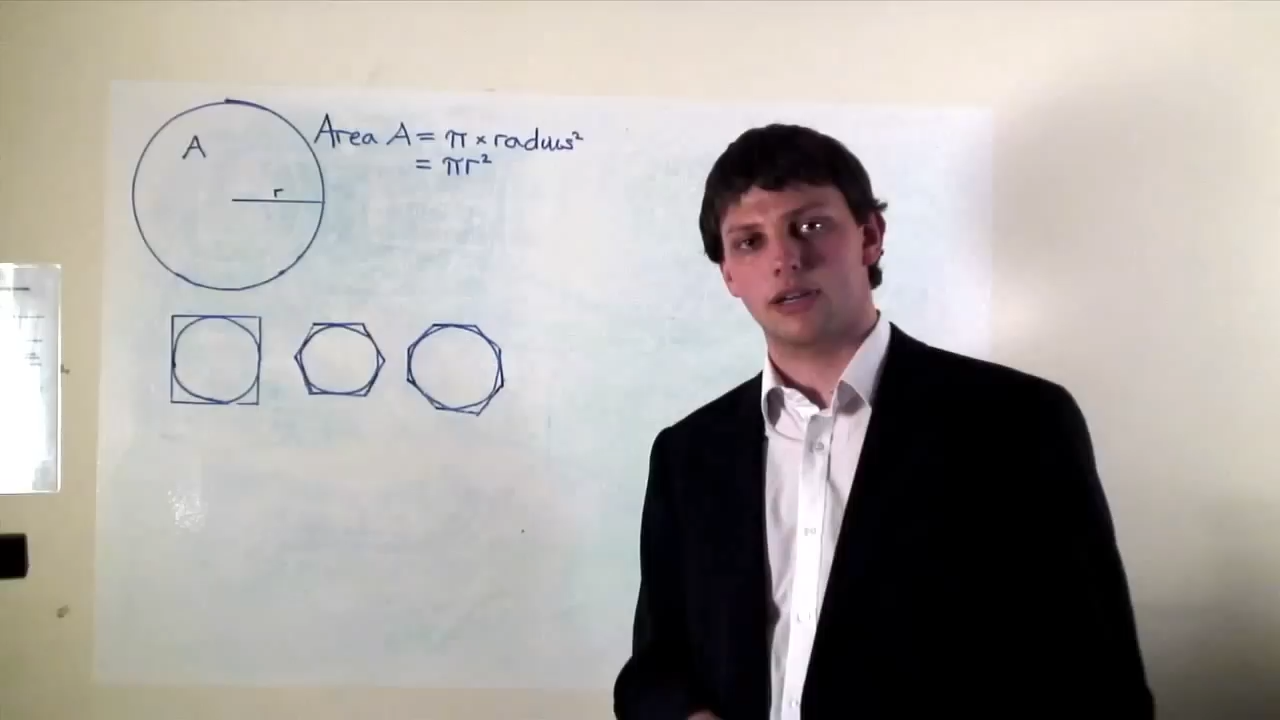 A
Area A = π × radius²
= πr²
r